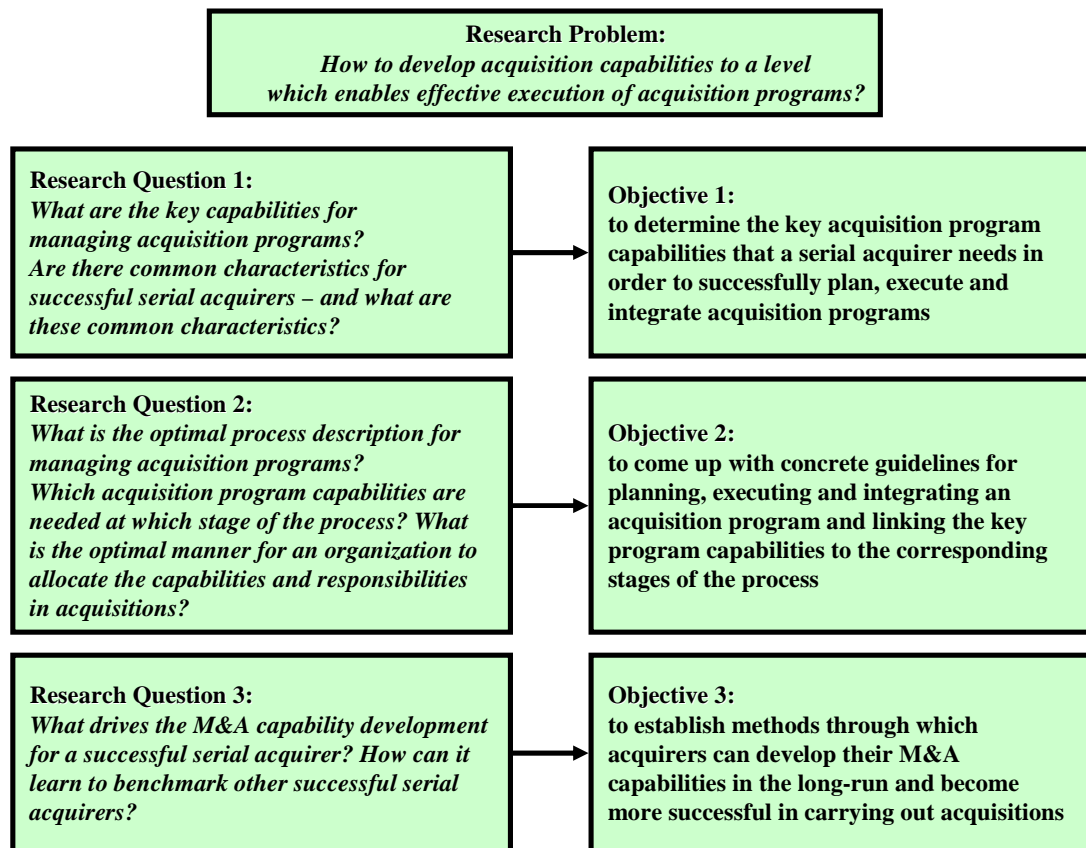 Research Problem:
How to develop acquisition capabilities to a level
which enables effective execution of acquisition programs?
Research Question 1:
What are the key capabilities for
managing acquisition programs?
Are there common characteristics for
successful serial acquirers – and what are
these common characteristics?
Objective 1:
to determine the key acquisition program
capabilities that a serial acquirer needs in
order to successfully plan, execute and
integrate acquisition programs
Research Question 2:
What is the optimal process description for
managing acquisition programs?
Which acquisition program capabilities are
needed at which stage of the process? What
is the optimal manner for an organization to
allocate the capabilities and responsibilities
in acquisitions?
Objective 2:
to come up with concrete guidelines for
planning, executing and integrating an
acquisition program and linking the key
program capabilities to the corresponding
stages of the process
Research Question 3:
What drives the M&A capability development
for a successful serial acquirer? How can it
learn to benchmark other successful serial
acquirers?
Objective 3:
to establish methods through which
acquirers can develop their M&A
capabilities in the long-run and become
more successful in carrying out acquisitions